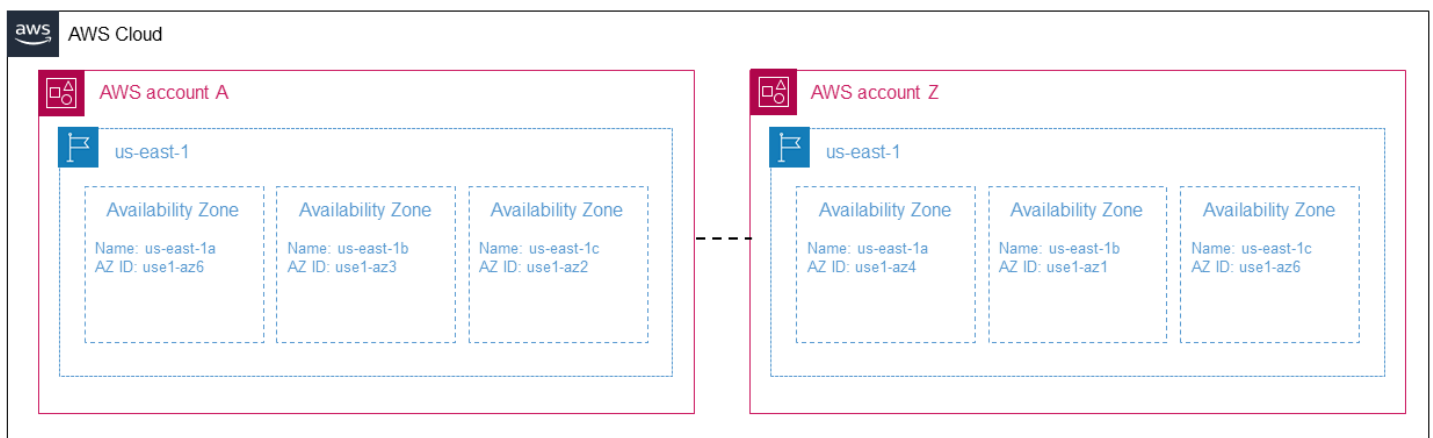 aws
AWS Cloud
AWS account A
us-east-1
Availability Zone
Name: us-east-1a
AZ ID: use1-az6
Availability Zone
Name: us-east-1b
AZ ID: use1-az3
Availability Zone
Name: us-east-1c
AZ ID: use1-az2
AWS account Z
us-east-1
Availability Zone
Name: us-east-1a
AZ ID: use1-az4
Availability Zone
Name: us-east-1b
AZ ID: use1-az1
Availability Zone
Name: us-east-1c
AZ ID: use1-az6